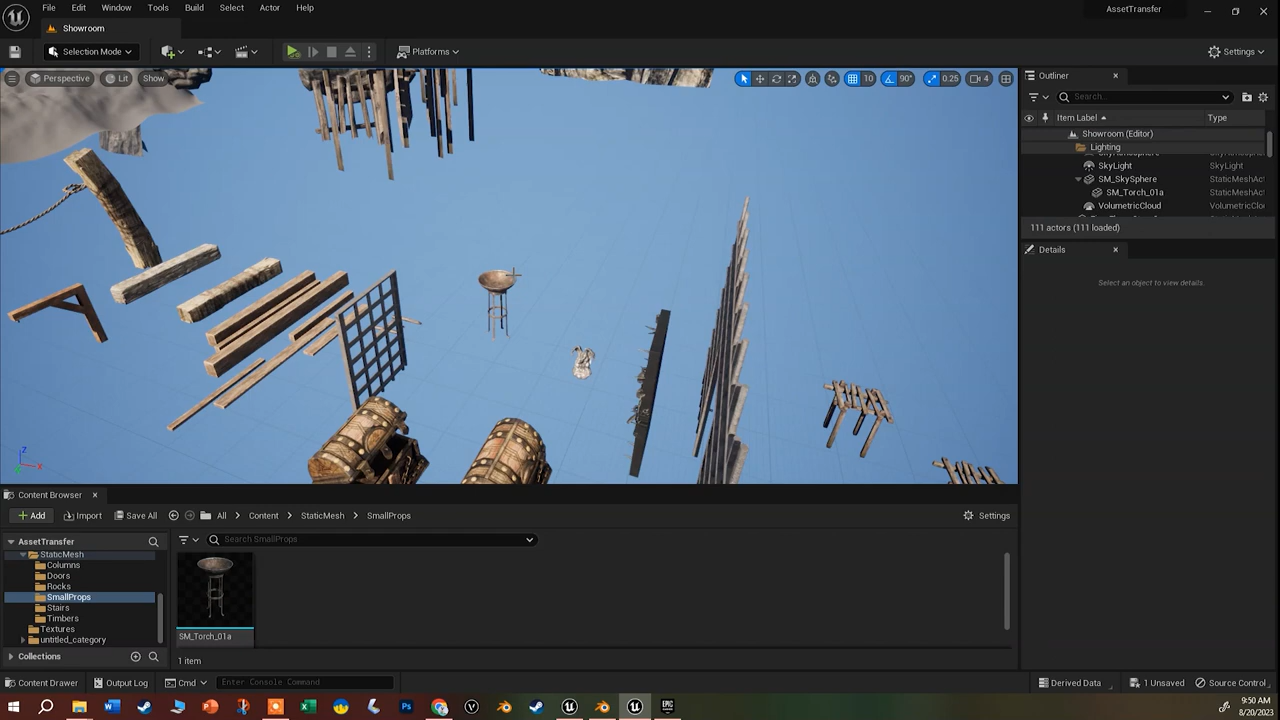 File Edit Window Tools Build Select Actor Help
AssetTransfer
Showroom
Selection Mode
Platforms
Settings
Perspective Lit Show
10 90° 0.25 4
Outliner
Search...
Item Label Type
Showroom (Editor)
Lighting
SkyLight
SM_SkySphere StaticMeshAct
SM_Torch_01a StaticMeshAct
VolumetricCloud VolumetricClou
111 actors (111 loaded)
Details
Select an object to view details.
Z
X
Content Browser
Add Import Save All All Content StaticMesh SmallProps Settings
AssetTransfer
Search SmallProps
StaticMesh
Columns
Doors
Rocks
SmallProps
Stairs
Timbers
Textures
untitled_category
SM_Torch_01a
Collections
1 item
Content Drawer Output Log Cmd Enter Console Command Derived Data 1 Unsaved Source Control
9:50 AM
8/20/2023